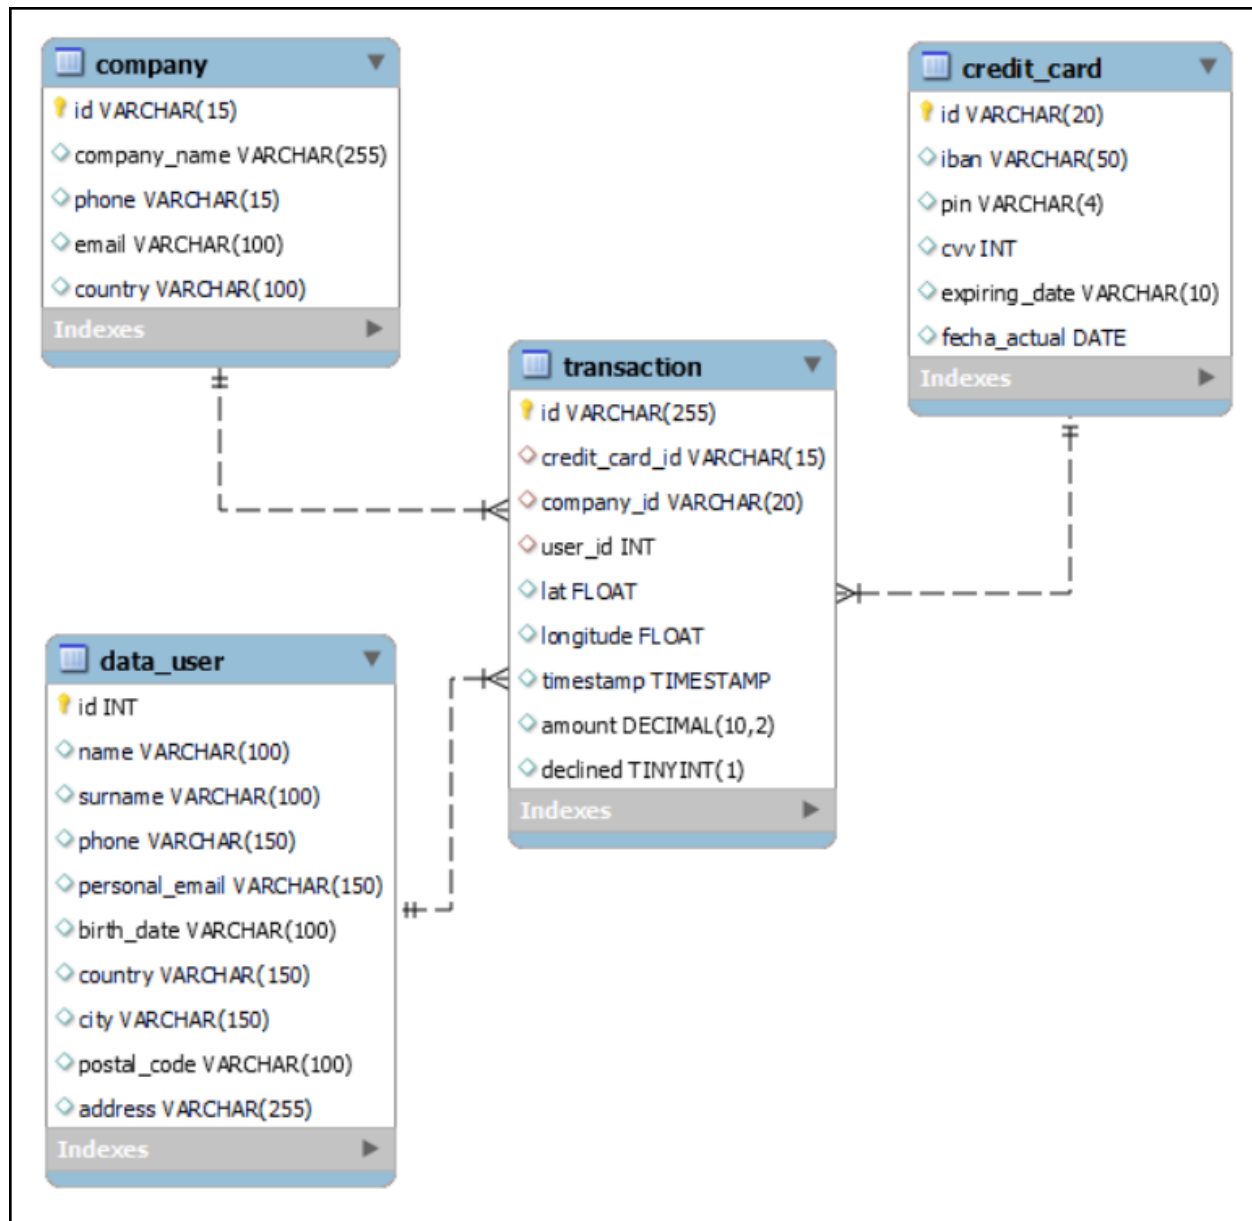 company
id VARCHAR(15)
company_name VARCHAR(255)
phone VARCHAR(15)
email VARCHAR(100)
country VARCHAR(100)
Indexes
credit_card
id VARCHAR(20)
iban VARCHAR(50)
pin VARCHAR(4)
cvv INT
expiring_date VARCHAR(10)
fecha_actual DATE
Indexes
transaction
id VARCHAR(255)
credit_card_id VARCHAR(15)
company_id VARCHAR(20)
user_id INT
lat FLOAT
longitude FLOAT
timestamp TIMESTAMP
amount DECIMAL(10,2)
declined TINYINT(1)
Indexes
data_user
id INT
name VARCHAR(100)
surname VARCHAR(100)
phone VARCHAR(150)
personal_email VARCHAR(150)
birth_date VARCHAR(100)
country VARCHAR(150)
city VARCHAR(150)
postal_code VARCHAR(100)
address VARCHAR(255)
Indexes